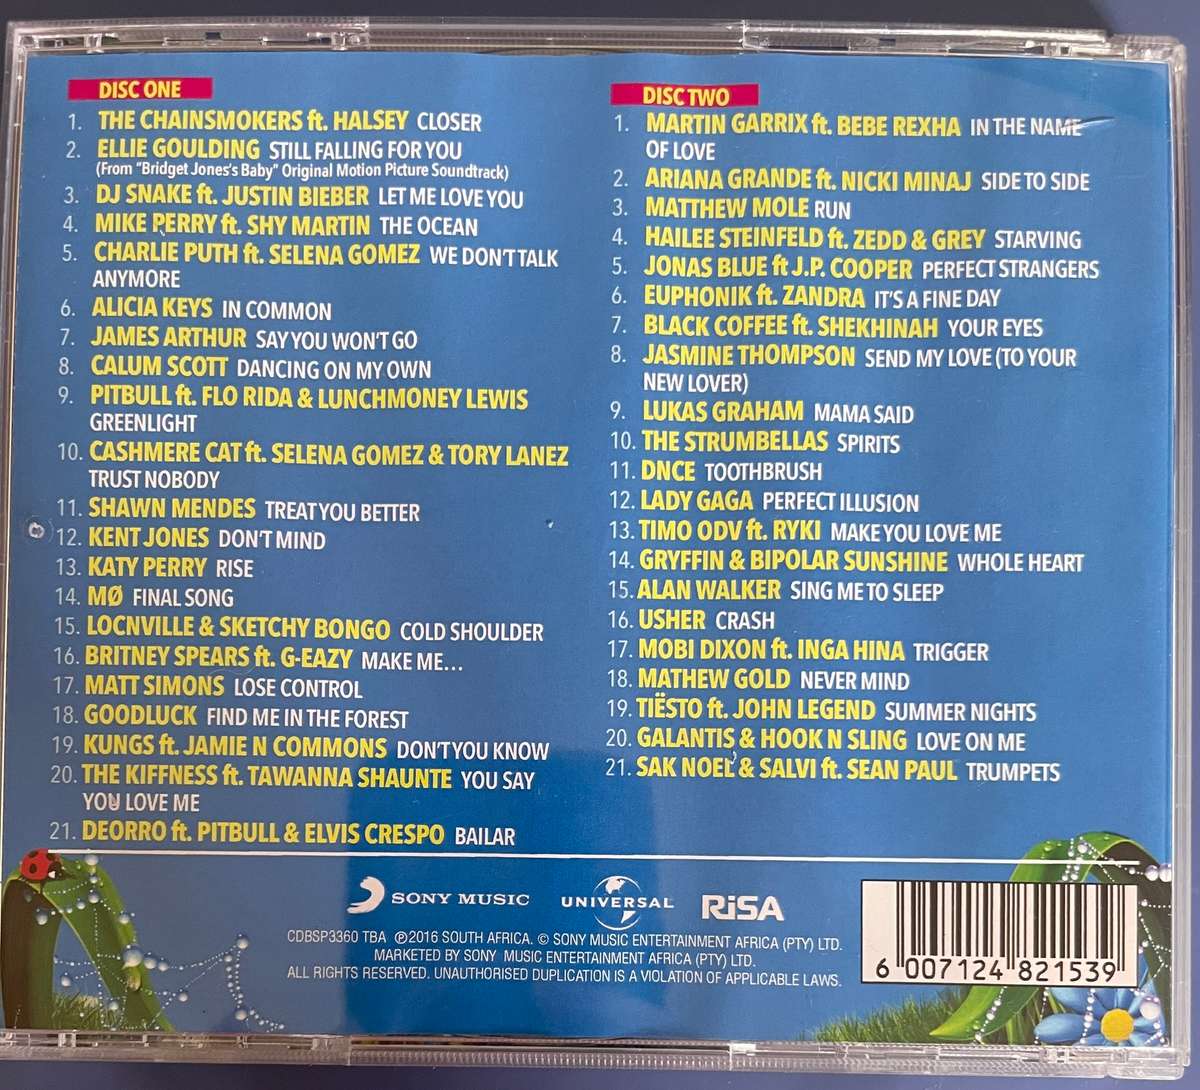 DISC ONE
1. THE CHAINSMOKERS ft. HALSEY CLOSER
2. ELLIE GOULDING STILL FALLING FOR YOU
(From "Bridget Jones's Baby" Original Motion Picture Soundtrack)
3. DJ SNAKE ft. JUSTIN BIEBER LET ME LOVE YOU
4. MIKE PERRY ft. SHY MARTIN THE OCEAN
5. CHARLIE PUTH ft. SELENA GOMEZ WE DON'T TALK
ANYMORE
6. ALICIA KEYS IN COMMON
7. JAMES ARTHUR SAY YOU WON'T GO
8. CALUM SCOTT DANCING ON MY OWN
9. PITBULL ft. FLO RIDA & LUNCHMONEY LEWIS
GREENLIGHT
10. CASHMERE CAT ft. SELENA GOMEZ & TORY LANEZ
TRUST NOBODY
11. SHAWN MENDES TREAT YOU BETTER
12. KENT JONES DON'T MIND
13. KATY PERRY RISE
14. MØ FINAL SONG
15. LOCNVILLE & SKETCHY BONGO COLD SHOULDER
16. BRITNEY SPEARS ft. G-EAZY MAKE ME...
17. MATT SIMONS LOSE CONTROL
18. GOODLUCK FIND ME IN THE FOREST
19. KUNGS ft. JAMIE N COMMONS DON'T YOU KNOW
20. THE KIFFNESS ft. TAWANNA SHAUNTE YOU SAY
YOU LOVE ME
21. DEORRO ft. PITBULL & ELVIS CRESPO BAILAR
DISC TWO
1. MARTIN GARRIX ft. BEBE REXHA IN THE NAME
OF LOVE
2. ARIANA GRANDE ft. NICKI MINAJ SIDE TO SIDE
3. MATTHEW MOLE RUN
4. HAILEE STEINFELD ft. ZEDD & GREY STARVING
5. JONAS BLUE ft J.P. COOPER PERFECT STRANGERS
6. EUPHONIK ft. ZANDRA IT'S A FINE DAY
7. BLACK COFFEE ft. SHEKHINAH YOUR EYES
8. JASMINE THOMPSON SEND MY LOVE (TO YOUR
NEW LOVER)
9. LUKAS GRAHAM MAMA SAID
10. THE STRUMBELLAS SPIRITS
11. DNCE TOOTHBRUSH
12. LADY GAGA PERFECT ILLUSION
13. TIMO ODV ft. RYKI MAKE YOU LOVE ME
14. GRYFFIN & BIPOLAR SUNSHINE WHOLE HEART
15. ALAN WALKER SING ME TO SLEEP
16. USHER CRASH
17. MOBI DIXON ft. INGA HINA TRIGGER
18. MATHEW GOLD NEVER MIND
19. TIËSTO ft. JOHN LEGEND SUMMER NIGHTS
20. GALANTIS & HOOK N SLING LOVE ON ME
21. SAK NOEL & SALVI ft. SEAN PAUL TRUMPETS
SONY MUSIC UNIVERSAL RiSA
CDBSP3360 TBA ℗2016 SOUTH AFRICA. © SONY MUSIC ENTERTAINMENT AFRICA (PTY) LTD.
MARKETED BY SONY MUSIC ENTERTAINMENT AFRICA (PTY) LTD.
ALL RIGHTS RESERVED. UNAUTHORISED DUPLICATION IS A VIOLATION OF APPLICABLE LAWS.
6 007124 821539